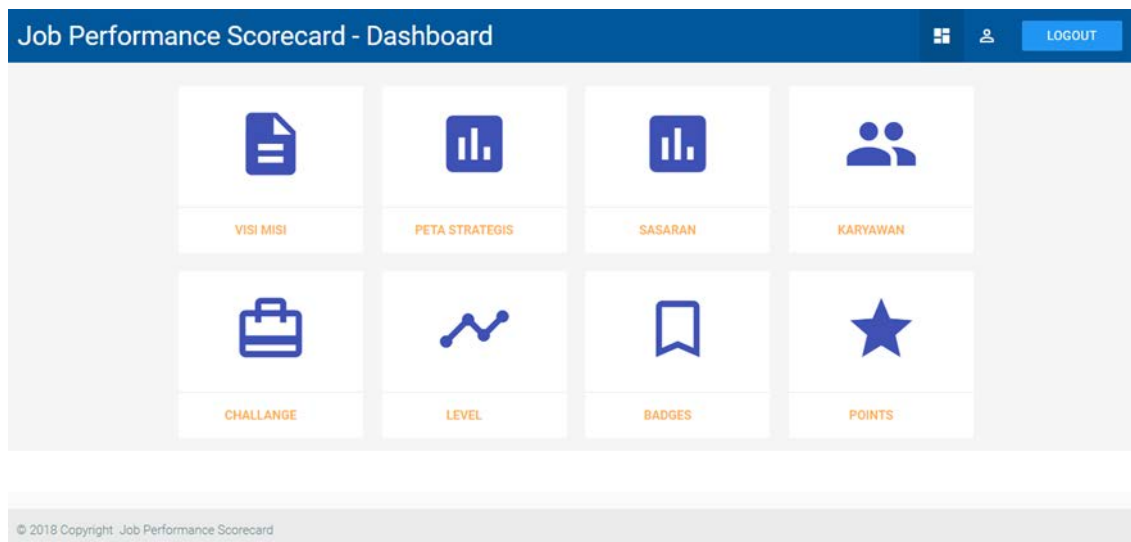 Job Performance Scorecard - Dashboard
LOGOUT
VISI MISI
PETA STRATEGIS
SASARAN
KARYAWAN
CHALLANGE
LEVEL
BADGES
POINTS
© 2018 Copyright Job Performance Scorecard